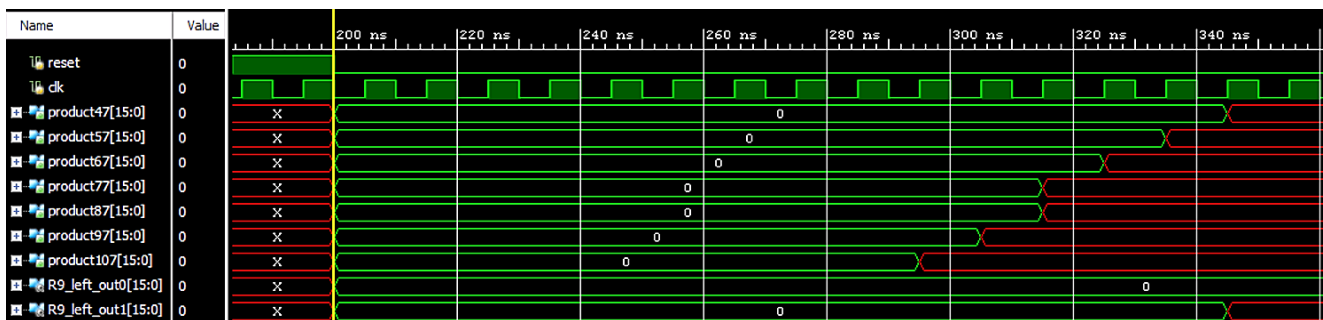 Name Value
200 ns 220 ns 240 ns 260 ns 280 ns 300 ns 320 ns 340 ns
reset 0
clk 0
product47[15:0] 0 X 0
product57[15:0] 0 X 0
product67[15:0] 0 X 0
product77[15:0] 0 X 0
product87[15:0] 0 X 0
product97[15:0] 0 X 0
product107[15:0] 0 X 0
R9_left_out0[15:0] 0 X 0
R9_left_out1[15:0] 0 X 0